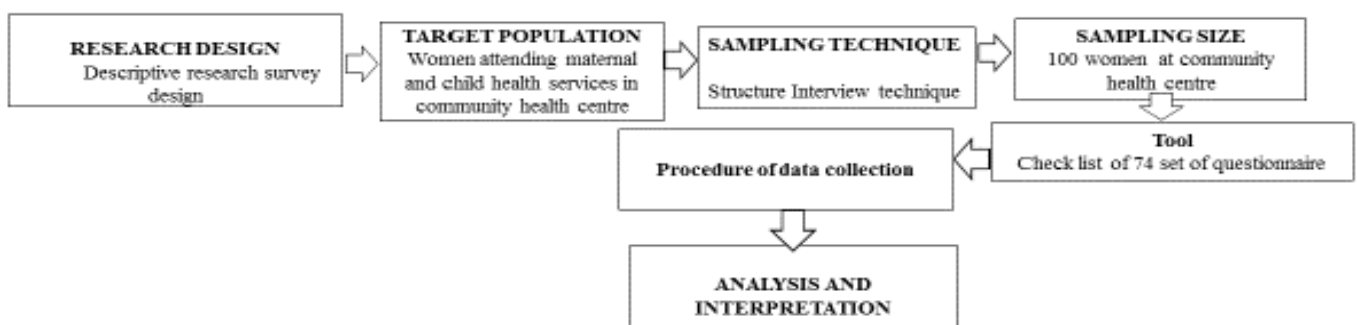 RESEARCH DESIGN
Descriptive research survey
design
TARGET POPULATION
Women attending maternal
and child health services in
community health centre
SAMPLING TECHNIQUE
Structure Interview technique
SAMPLING SIZE
100 women at community
health centre
Tool
Check list of 74 set of questionnaire
Procedure of data collection
ANALYSIS AND
INTERPRETATION